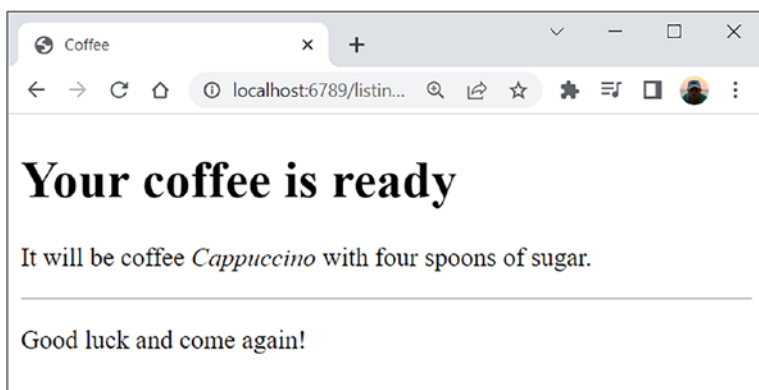 Coffee
localhost:6789/listin...
Your coffee is ready
It will be coffee Cappuccino with four spoons of sugar.
Good luck and come again!